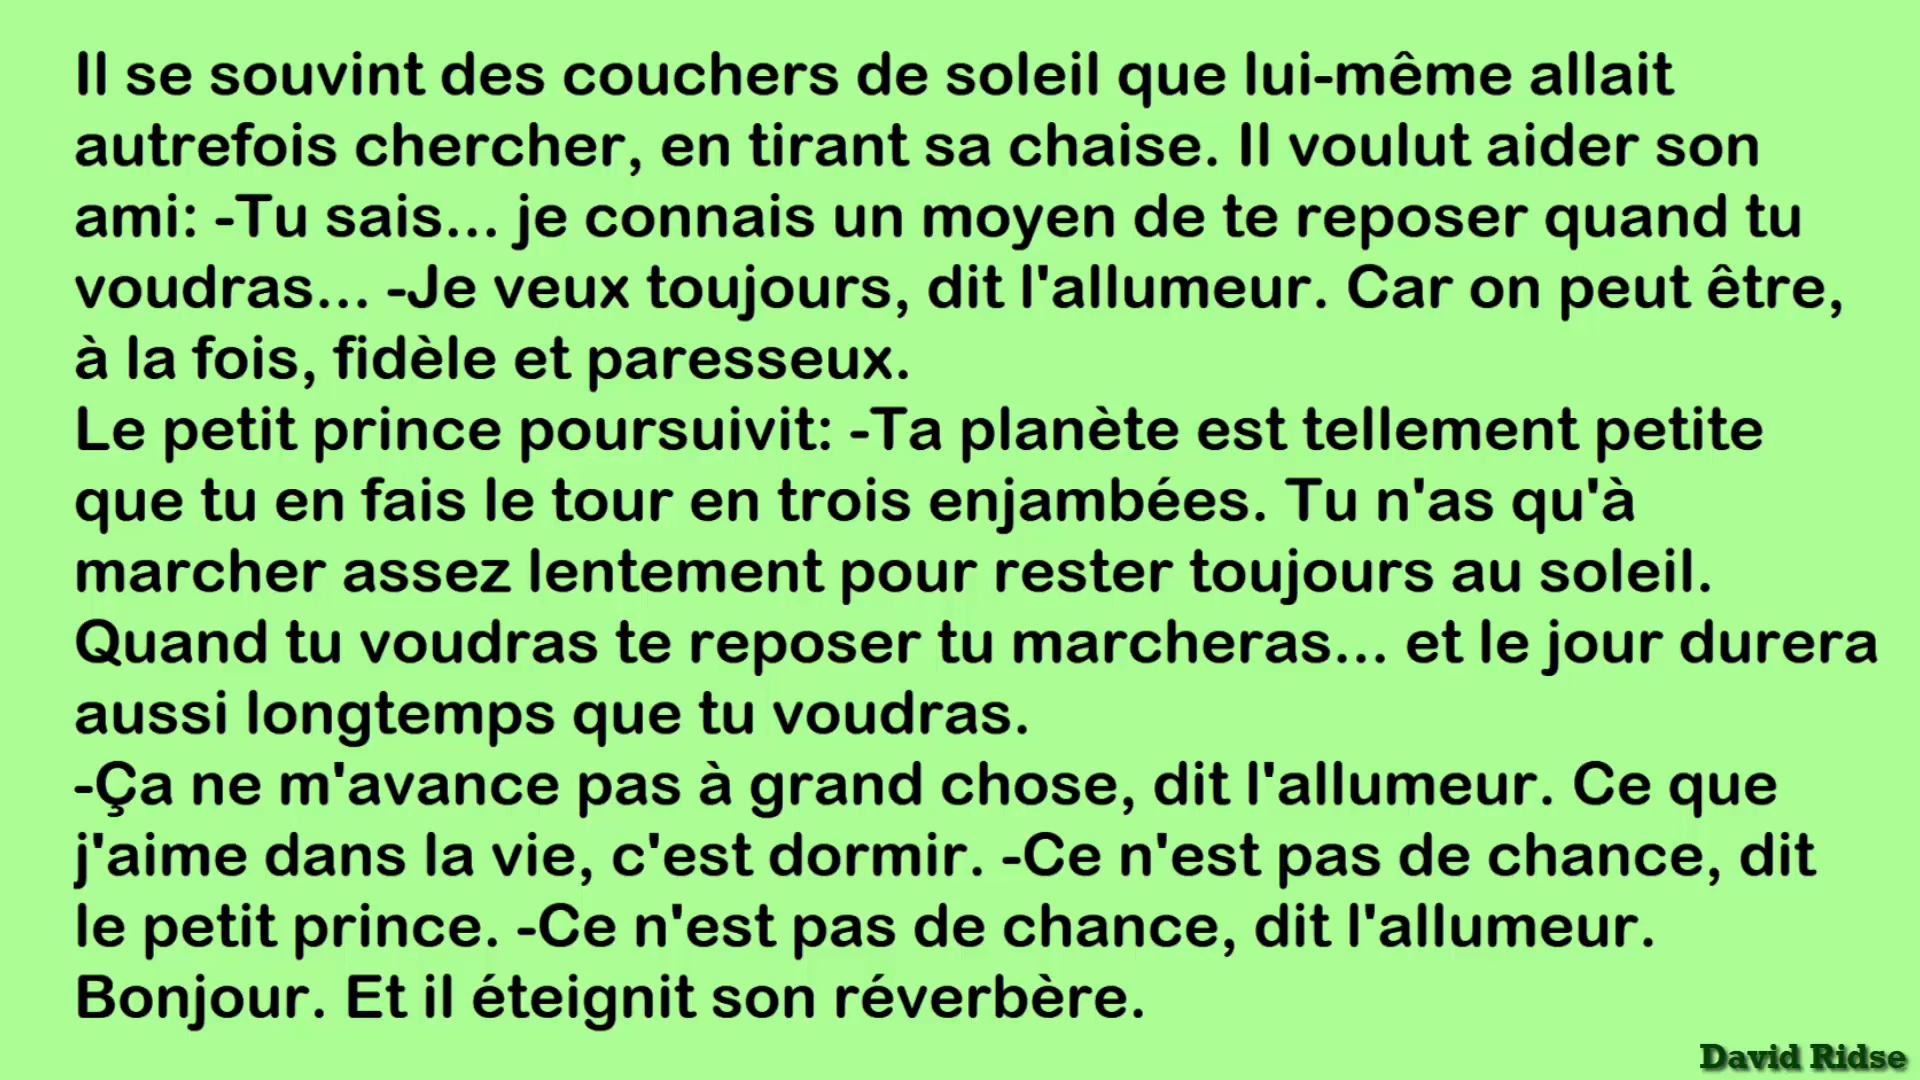 Il se souvint des couchers de soleil que lui-même allait
autrefois chercher, en tirant sa chaise. Il voulut aider son
ami: -Tu sais... je connais un moyen de te reposer quand tu
voudras... -Je veux toujours, dit l'allumeur. Car on peut être,
à la fois, fidèle et paresseux.
Le petit prince poursuivit: -Ta planète est tellement petite
que tu en fais le tour en trois enjambées. Tu n'as qu'à
marcher assez lentement pour rester toujours au soleil.
Quand tu voudras te reposer tu marcheras... et le jour durera
aussi longtemps que tu voudras.
-Ça ne m'avance pas à grand chose, dit l'allumeur. Ce que
j'aime dans la vie, c'est dormir. -Ce n'est pas de chance, dit
le petit prince. -Ce n'est pas de chance, dit l'allumeur.
Bonjour. Et il éteignit son réverbère.
David Ridse